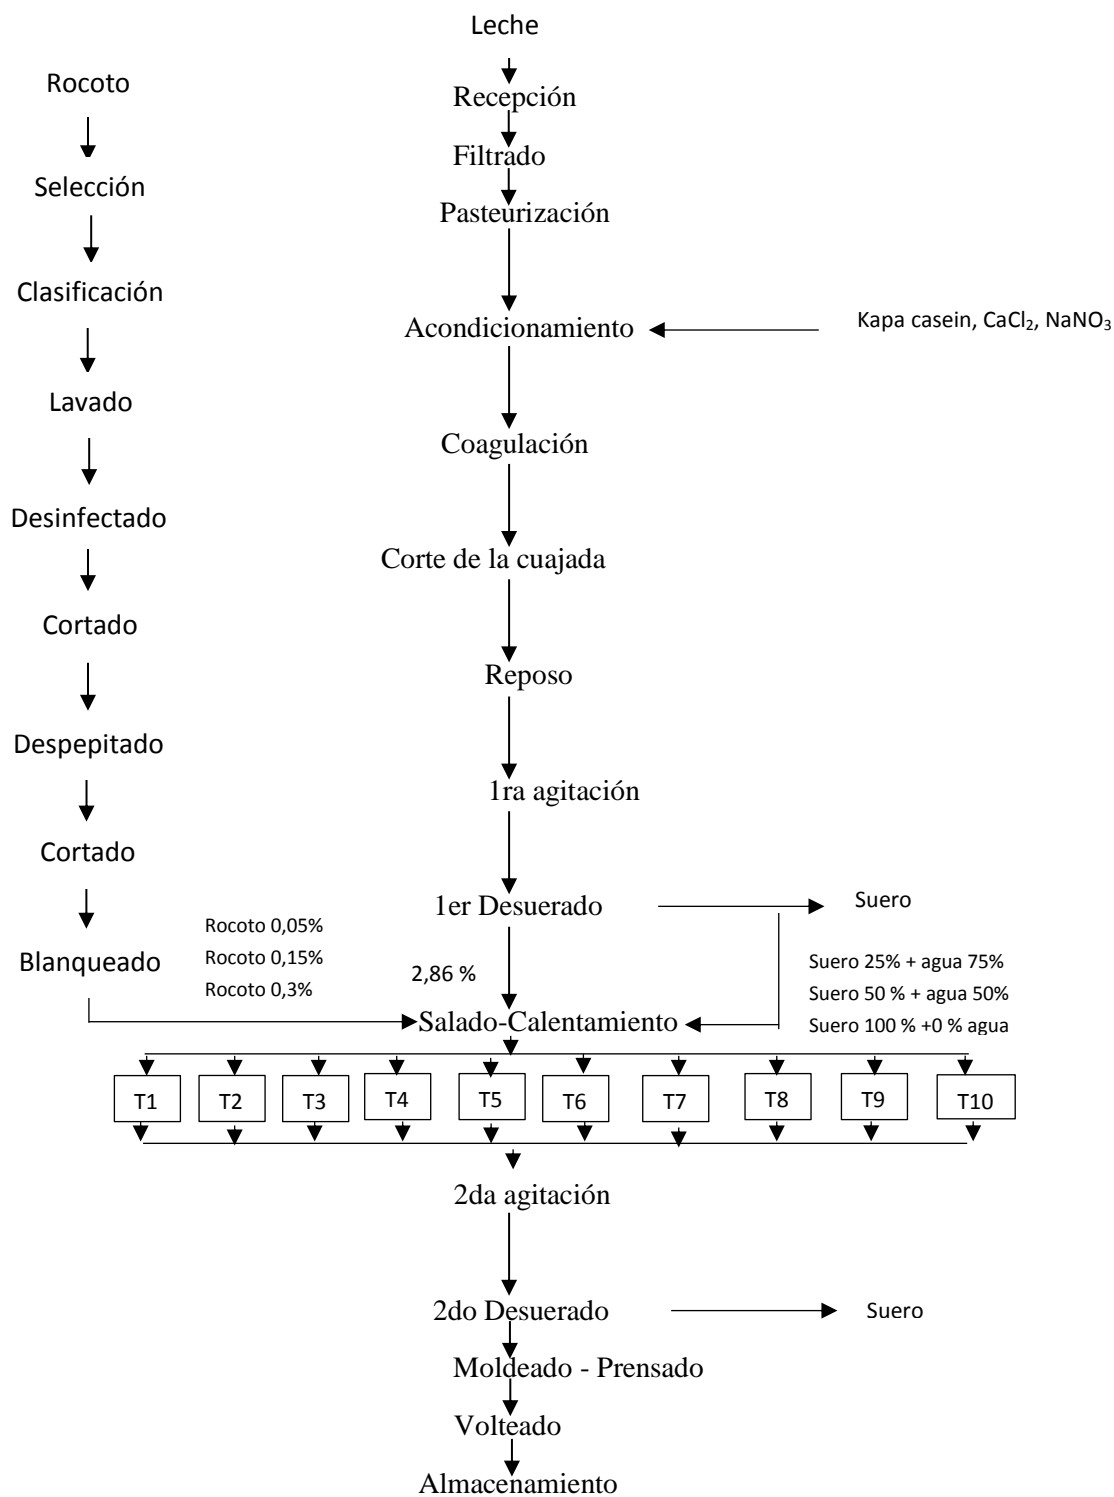 Leche
Rocoto
Recepción
Filtrado
Selección
Pasteurización
Clasificación
Acondicionamiento
Kapa casein, CaCl₂, NaNO₃
Lavado
Coagulación
Desinfectado
Corte de la cuajada
Cortado
Reposo
Despepitado
1ra agitación
Cortado
1er Desuerado
Suero
Rocoto 0,05%
Rocoto 0,15%
Rocoto 0,3%
Blanqueado
2,86 %
Suero 25% + agua 75%
Suero 50 % + agua 50%
Suero 100 % +0 % agua
Salado-Calentamiento
T1 T2 T3 T4 T5 T6 T7 T8 T9 T10
2da agitación
2do Desuerado
Suero
Moldeado - Prensado
Volteado
Almacenamiento